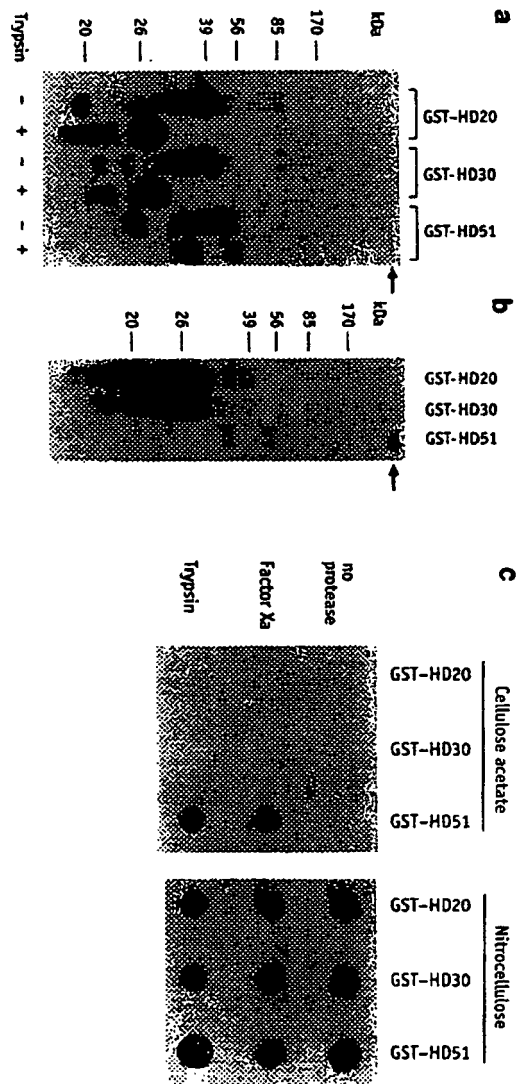 a
GST-HD20
GST-HD30
GST-HD51
kDa
170 —
85 —
56 —
39 —
26 —
20 —
Trypsin
- + - + - +
b
GST-HD20
GST-HD30
GST-HD51
kDa
170 —
85 —
56 —
39 —
26 —
20 —
c
Cellulose acetate
Nitrocellulose
GST-HD20
GST-HD30
GST-HD51
GST-HD20
GST-HD30
GST-HD51
no
protease
Factor Xa
Trypsin